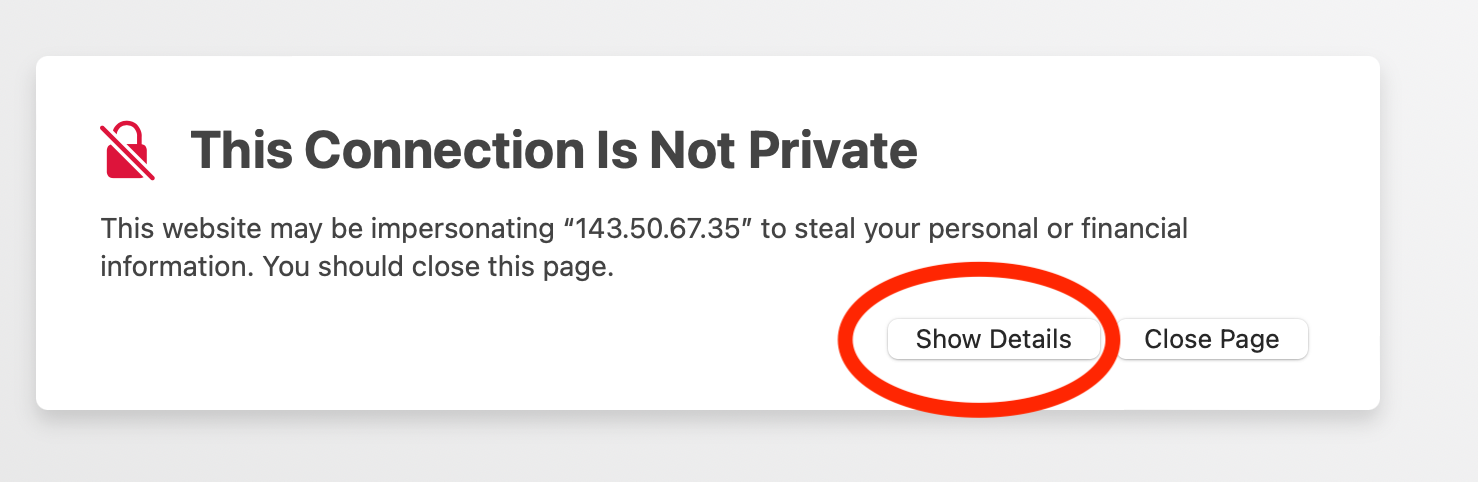 This Connection Is Not Private
This website may be impersonating “143.50.67.35” to steal your personal or financial
information. You should close this page.
Show Details
Close Page